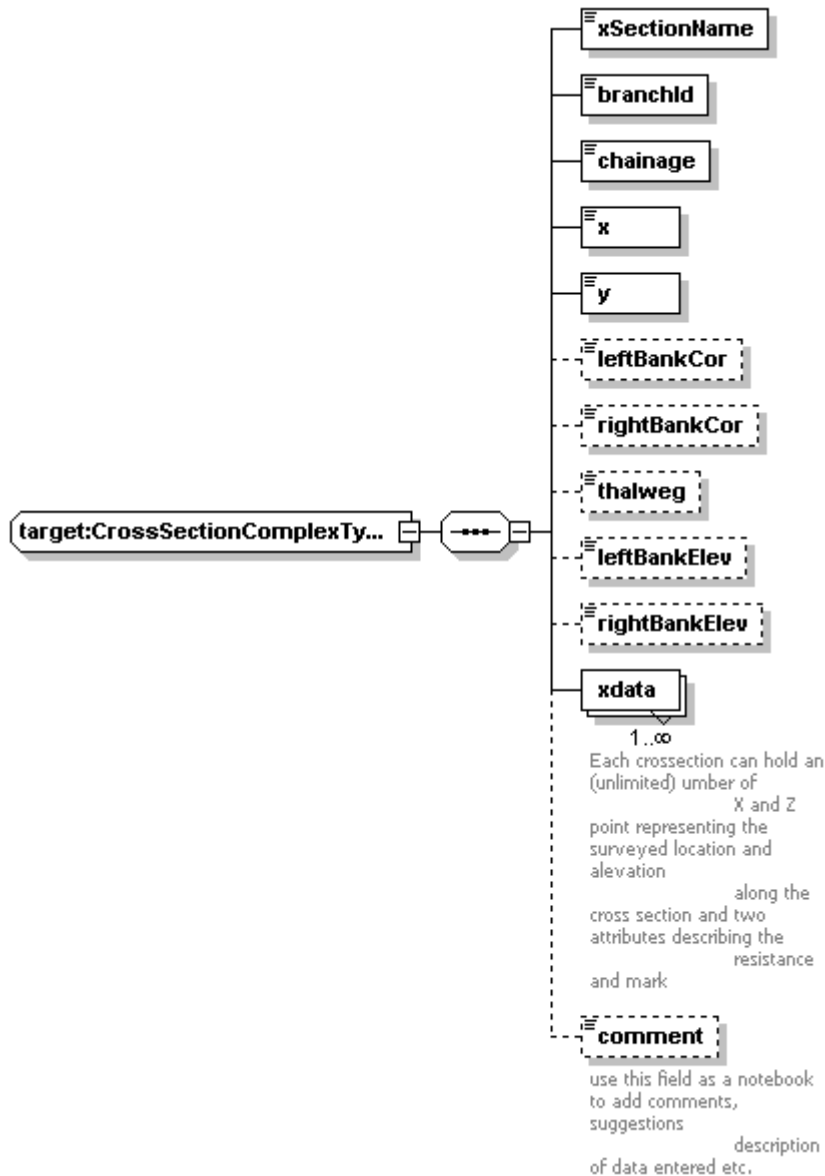 xSectionName
branchId
chainage
x
y
leftBankCor
rightBankCor
thalweg
target:CrossSectionComplexTy...
leftBankElev
rightBankElev
xdata
1..∞
Each crossection can hold an
(unlimited) umber of
X and Z
point representing the
surveyed location and
alevation
along the
cross section and two
attributes describing the
resistance
and mark
comment
use this field as a notebook
to add comments,
suggestions
description
of data entered etc.